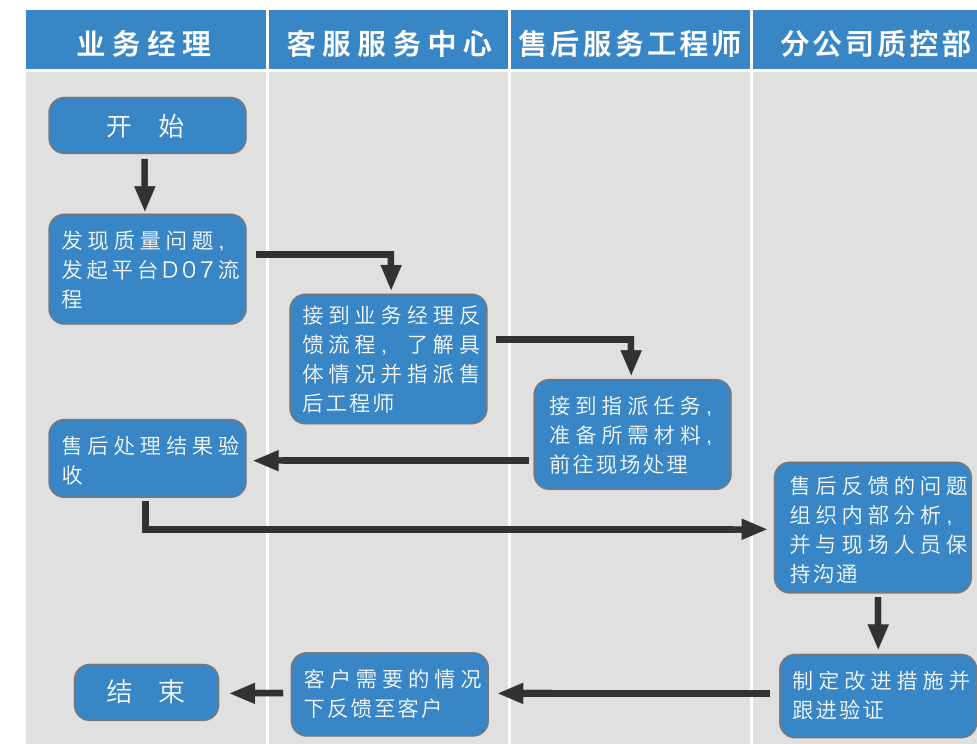 业务经理
客服服务中心
售后服务工程师
分公司质控部
开 始
发现质量问题，
发起平台D07流
程
接到业务经理反
馈流程，了解具
体情况并指派售
后工程师
接到指派任务，
准备所需材料，
前往现场处理
售后处理结果验
收
售后反馈的问题
组织内部分析，
并与现场人员保
持沟通
制定改进措施并
跟进验证
客户需要的情况
下反馈至客户
结 束